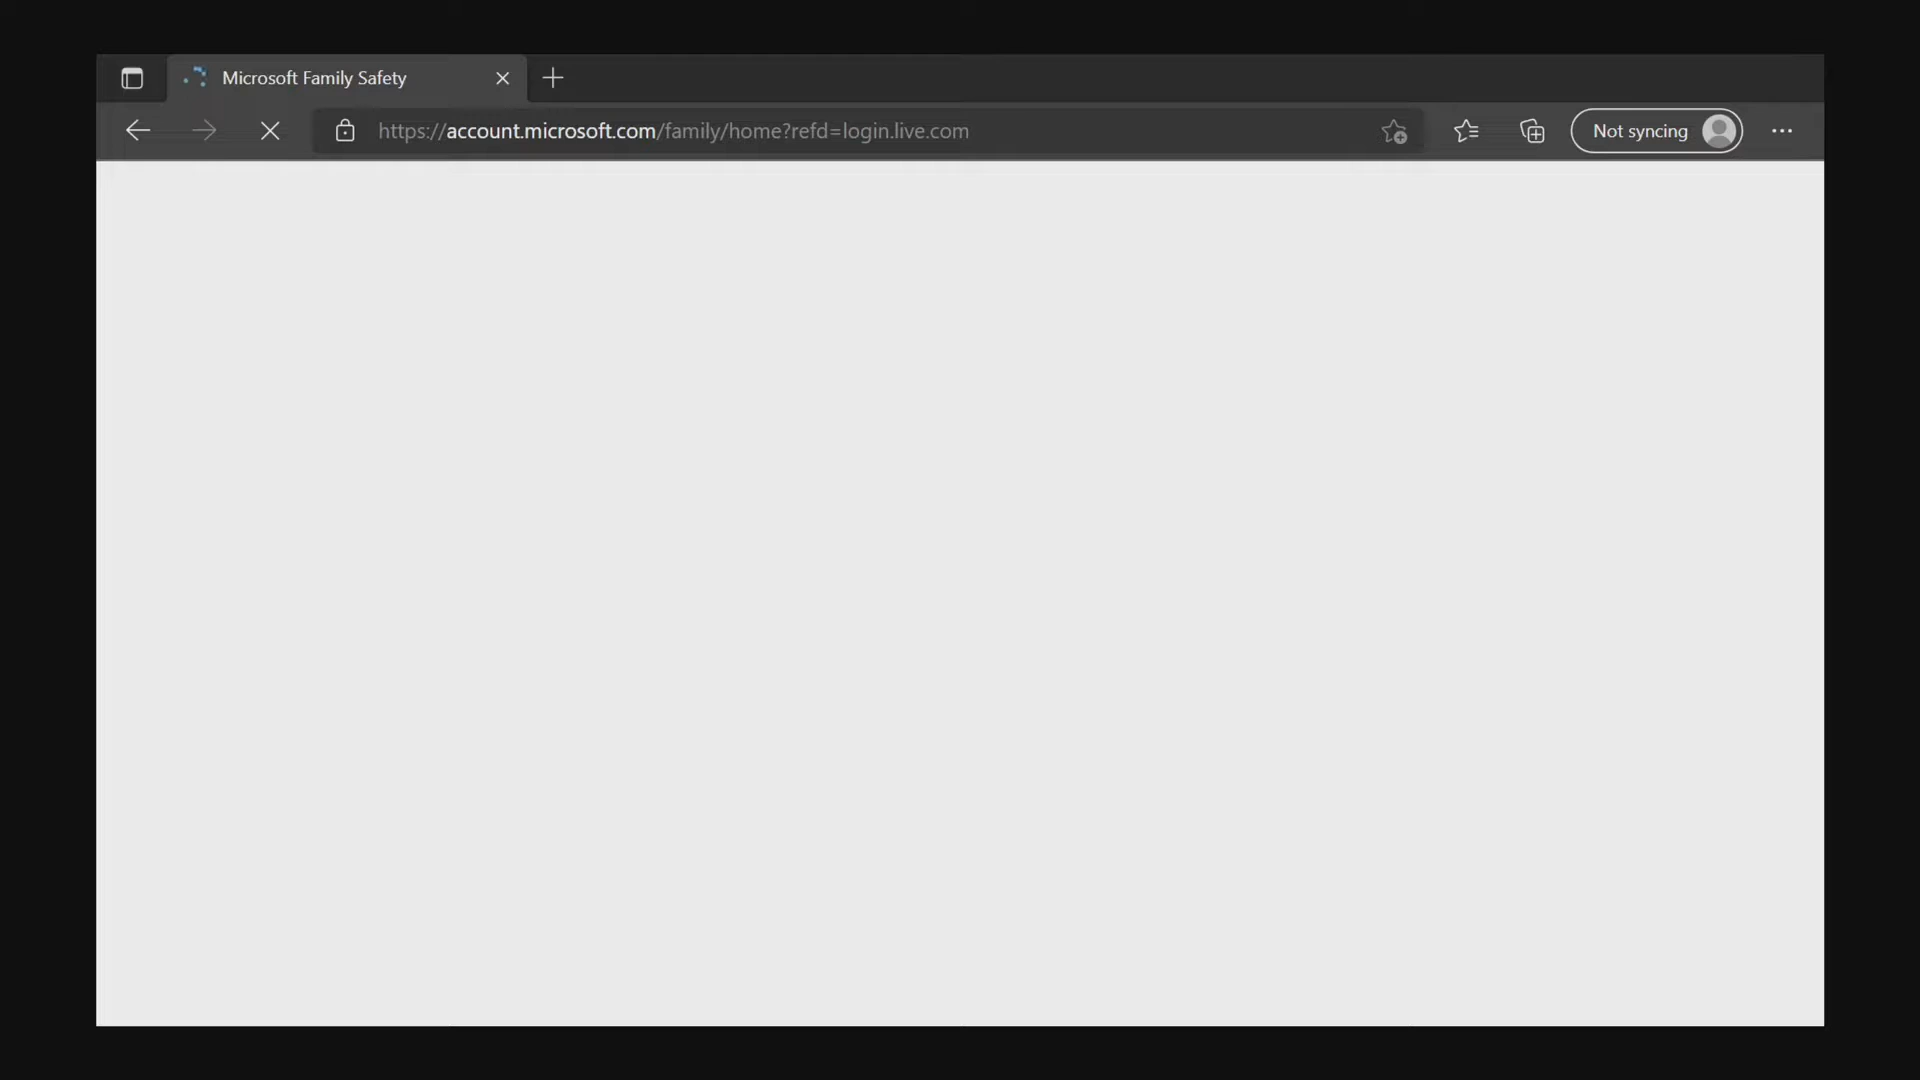 Microsoft Family Safety
https://account.microsoft.com/family/home?refd=login.live.com
Not syncing